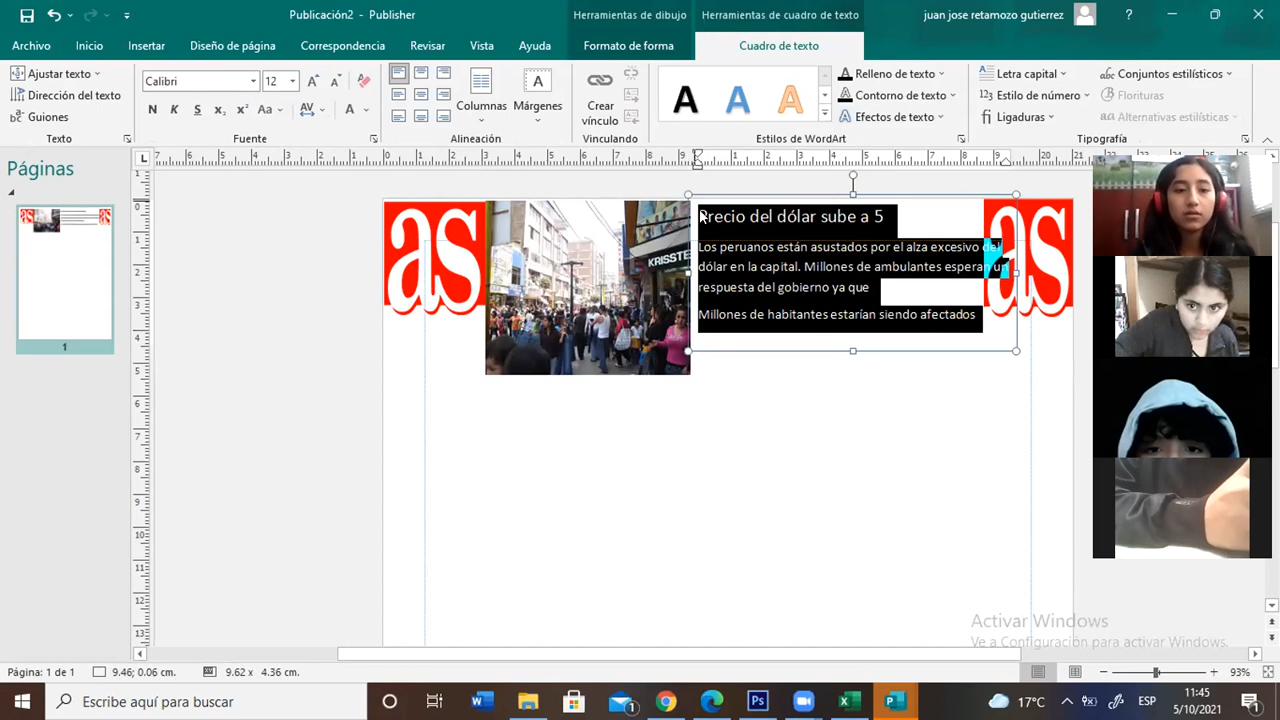 Publicación2 - Publisher
Herramientas de dibujo
Herramientas de cuadro de texto
juan jose retamozo gutierrez
?
Archivo
Inicio
Insertar
Diseño de página
Correspondencia
Revisar
Vista
Ayuda
Formato de forma
Cuadro de texto
Ajustar texto
Dirección del texto
Guiones
Texto
Calibri
12
N K S x₂ x² Aa AV A
Fuente
Columnas
Márgenes
Alineación
Crear vínculo
Vinculando
A A A
Relleno de texto
Contorno de texto
Efectos de texto
Estilos de WordArt
Letra capital
Estilo de número
Ligaduras
Conjuntos estilísticos
Florituras
Alternativas estilísticas
Tipografía
Páginas
1
as
Precio del dólar sube a 5
Los peruanos están asustados por el alza excesivo del
dólar en la capital. Millones de ambulantes esperan un
respuesta del gobierno ya que
Millones de habitantes estarían siendo afectados
as
KRISSTE
Activar Windows
Ve a Configuración para activar Windows.
Página: 1 de 1
9.46; 0.06 cm.
9.62 x 4.36 cm.
93%
Escribe aquí para buscar
17°C
ESP
11:45
5/10/2021